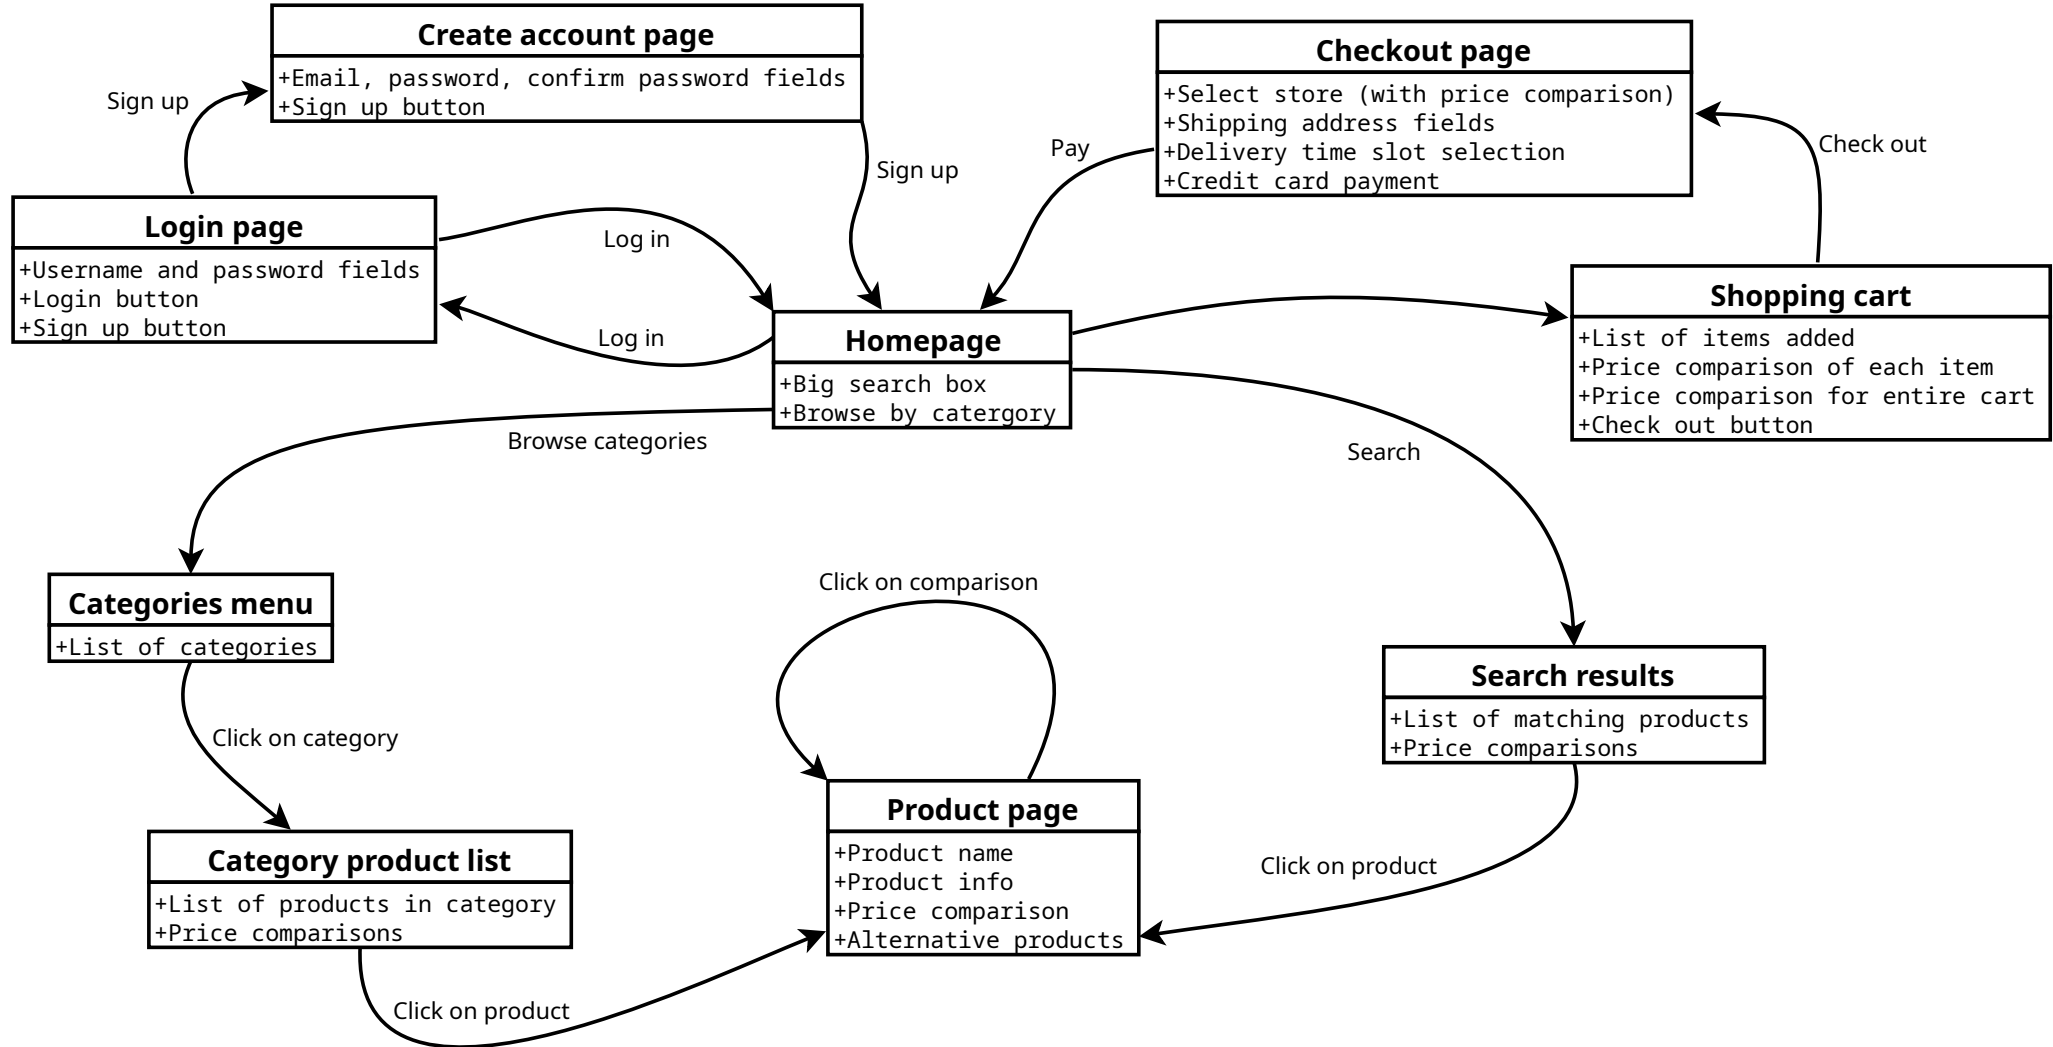 Create account page
+Email, password, confirm password fields
+Sign up button
Checkout page
+Select store (with price comparison)
+Shipping address fields
+Delivery time slot selection
+Credit card payment
Sign up
Sign up
Pay
Check out
Login page
+Username and password fields
+Login button
+Sign up button
Log in
Log in
Homepage
+Big search box
+Browse by catergory
Shopping cart
+List of items added
+Price comparison of each item
+Price comparison for entire cart
+Check out button
Browse categories
Search
Categories menu
+List of categories
Click on comparison
Search results
+List of matching products
+Price comparisons
Click on category
Product page
+Product name
+Product info
+Price comparison
+Alternative products
Click on product
Category product list
+List of products in category
+Price comparisons
Click on product